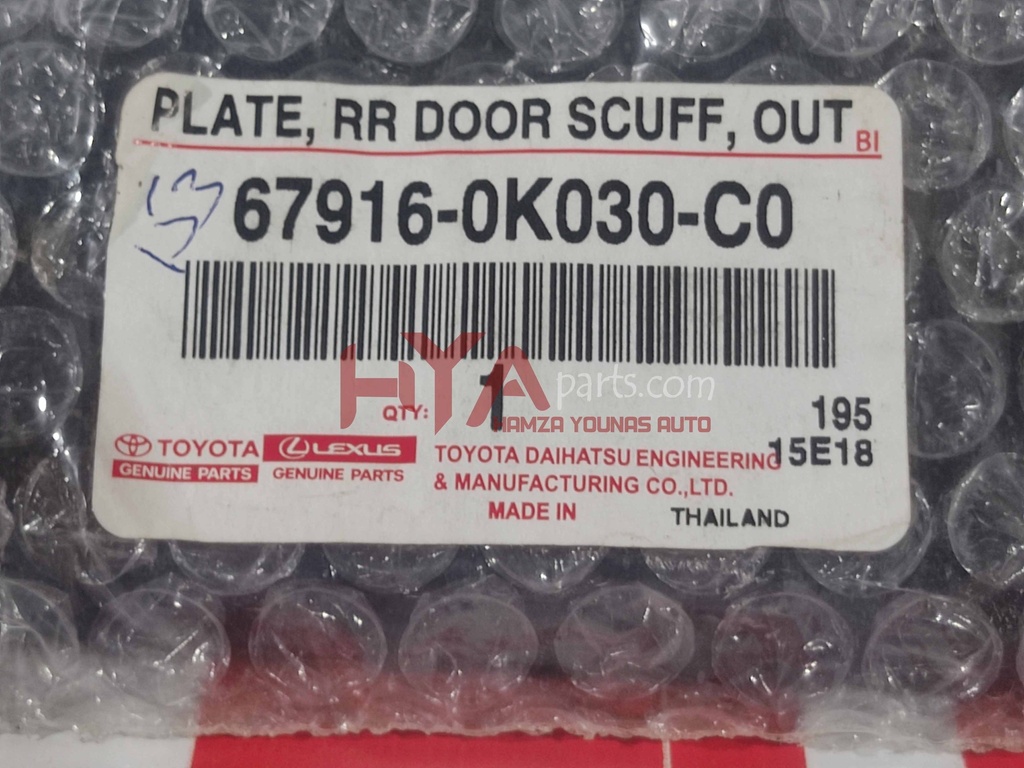 PLATE, RR DOOR SCUFF, OUT
BI
67916-0K030-C0
HYA parts.com
HAMZA YOUNAS AUTO
QTY: 1
195
15E18
TOYOTA
GENUINE PARTS
LEXUS
GENUINE PARTS
TOYOTA DAIHATSU ENGINEERING
& MANUFACTURING CO.,LTD.
MADE IN THAILAND